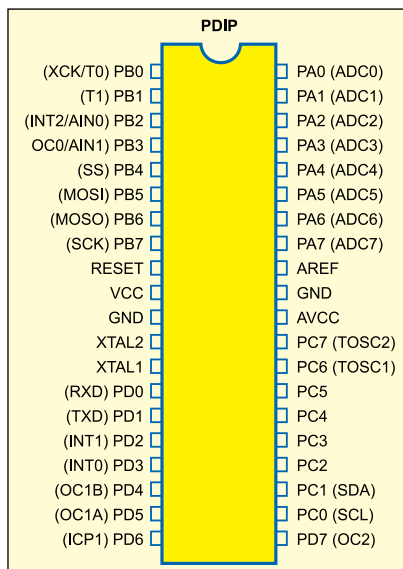 PDIP
(XCK/T0) PB0 PA0 (ADC0)
(T1) PB1 PA1 (ADC1)
(INT2/AIN0) PB2 PA2 (ADC2)
OC0/AIN1) PB3 PA3 (ADC3)
(SS) PB4 PA4 (ADC4)
(MOSI) PB5 PA5 (ADC5)
(MOSO) PB6 PA6 (ADC6)
(SCK) PB7 PA7 (ADC7)
RESET AREF
VCC GND
GND AVCC
XTAL2 PC7 (TOSC2)
XTAL1 PC6 (TOSC1)
(RXD) PD0 PC5
(TXD) PD1 PC4
(INT1) PD2 PC3
(INT0) PD3 PC2
(OC1B) PD4 PC1 (SDA)
(OC1A) PD5 PC0 (SCL)
(ICP1) PD6 PD7 (OC2)